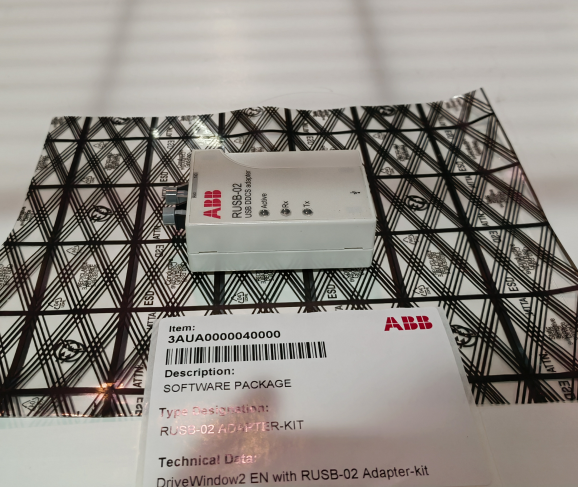 ABB
RUSB-02
USB DDCS adapter
Active
Rx
Tx
ABB
Item:
3AUA0000040000
Description:
SOFTWARE PACKAGE
Type Designation:
RUSB-02 ADAPTER-KIT
Technical Data:
DriveWindow2 EN with RUSB-02 Adapter-kit